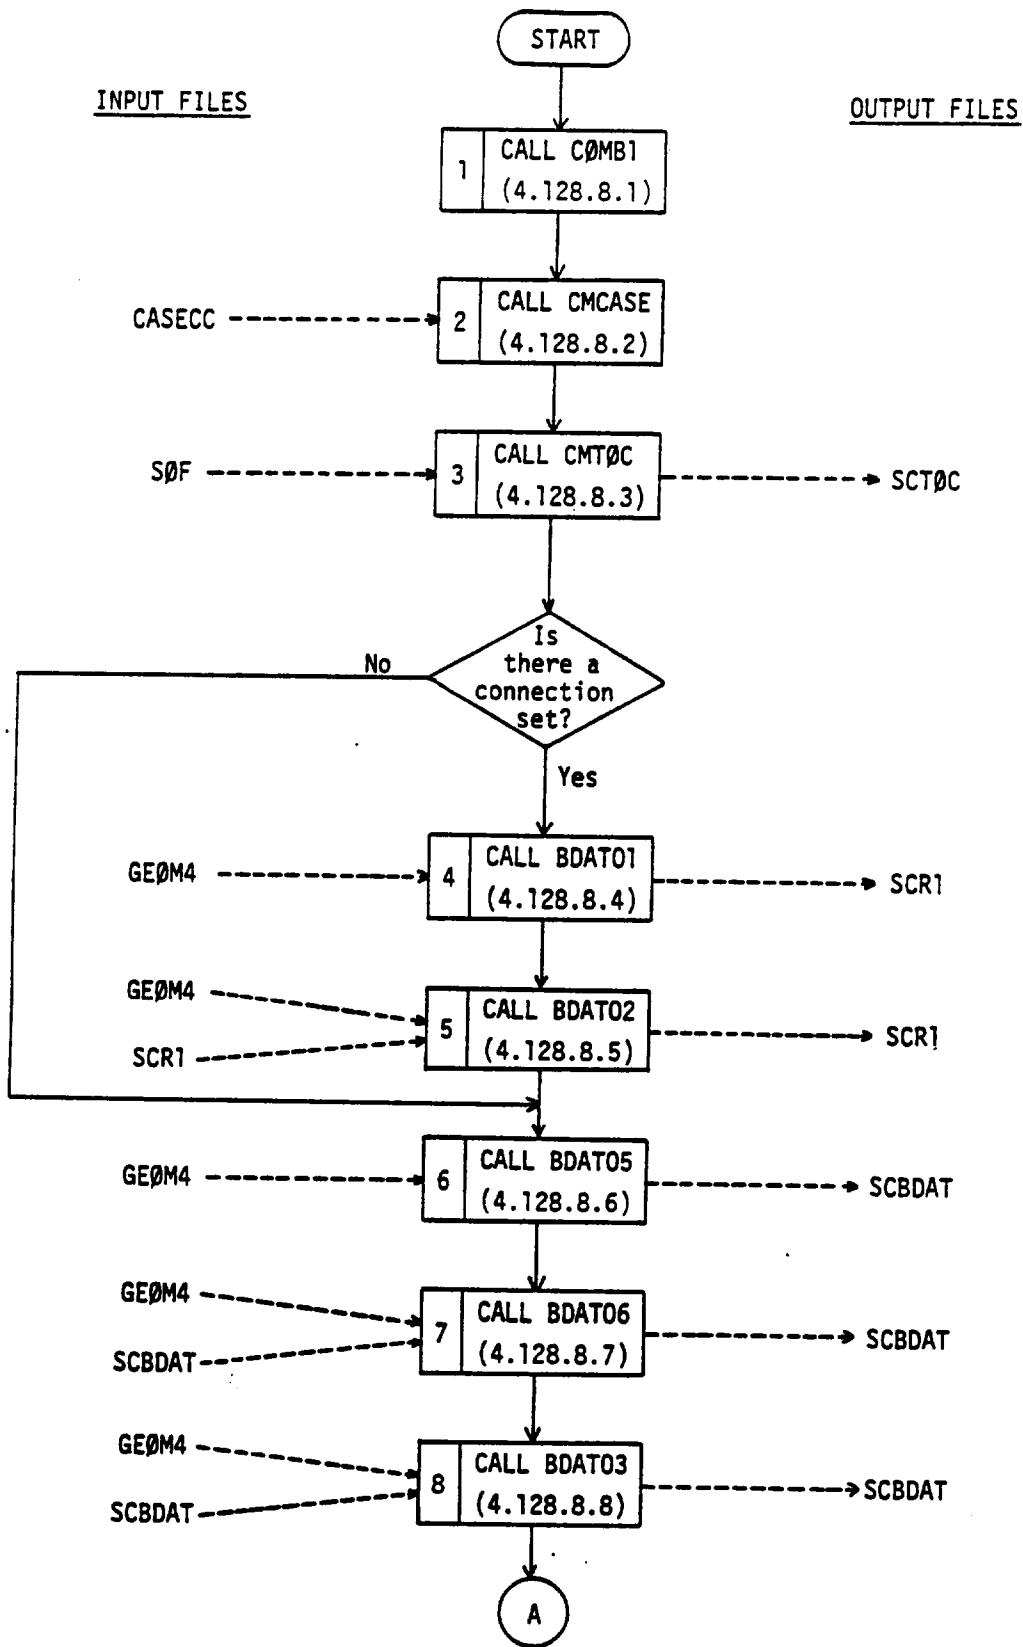 START
INPUT FILES
OUTPUT FILES
1
CALL CØMB1
(4.128.8.1)
CASECC
2
CALL CMCASE
(4.128.8.2)
SØF
3
CALL CMTØC
(4.128.8.3)
SCTØC
No
Is
there a
connection
set?
Yes
GEØM4
4
CALL BDAT01
(4.128.8.4)
SCR1
GEØM4
SCR1
5
CALL BDAT02
(4.128.8.5)
SCR1
GEØM4
6
CALL BDAT05
(4.128.8.6)
SCBDAT
GEØM4
SCBDAT
7
CALL BDAT06
(4.128.8.7)
SCBDAT
GEØM4
SCBDAT
8
CALL BDAT03
(4.128.8.8)
SCBDAT
A